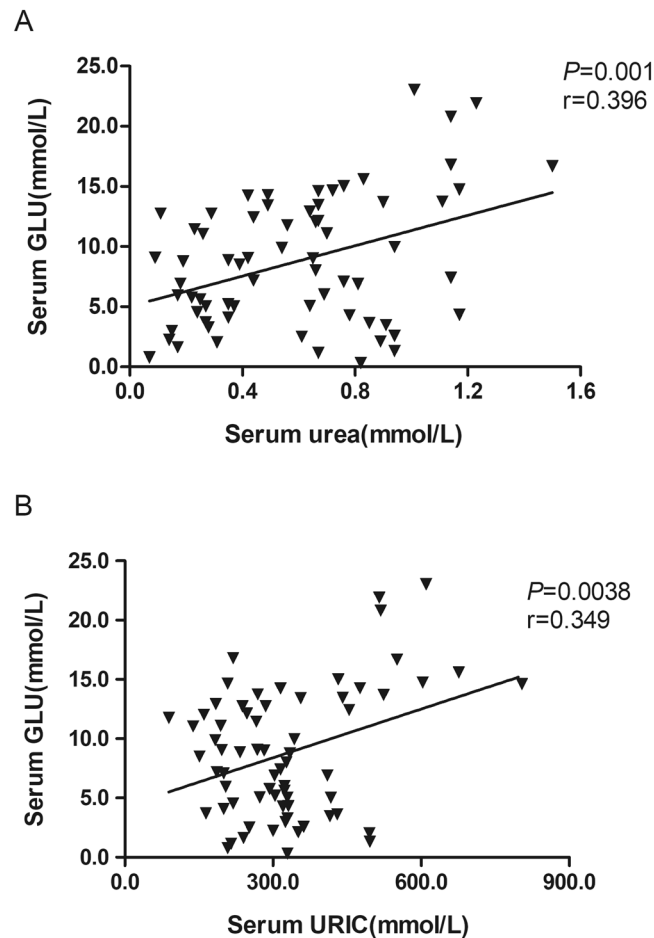 A
P=0.001
r=0.396
25.0
20.0
15.0
10.0
5.0
0.0
Serum GLU(mmol/L)
0.0 0.4 0.8 1.2 1.6
Serum urea(mmol/L)
B
P=0.0038
r=0.349
25.0
20.0
15.0
10.0
5.0
0.0
Serum GLU(mmol/L)
0.0 300.0 600.0 900.0
Serum URIC(mmol/L)